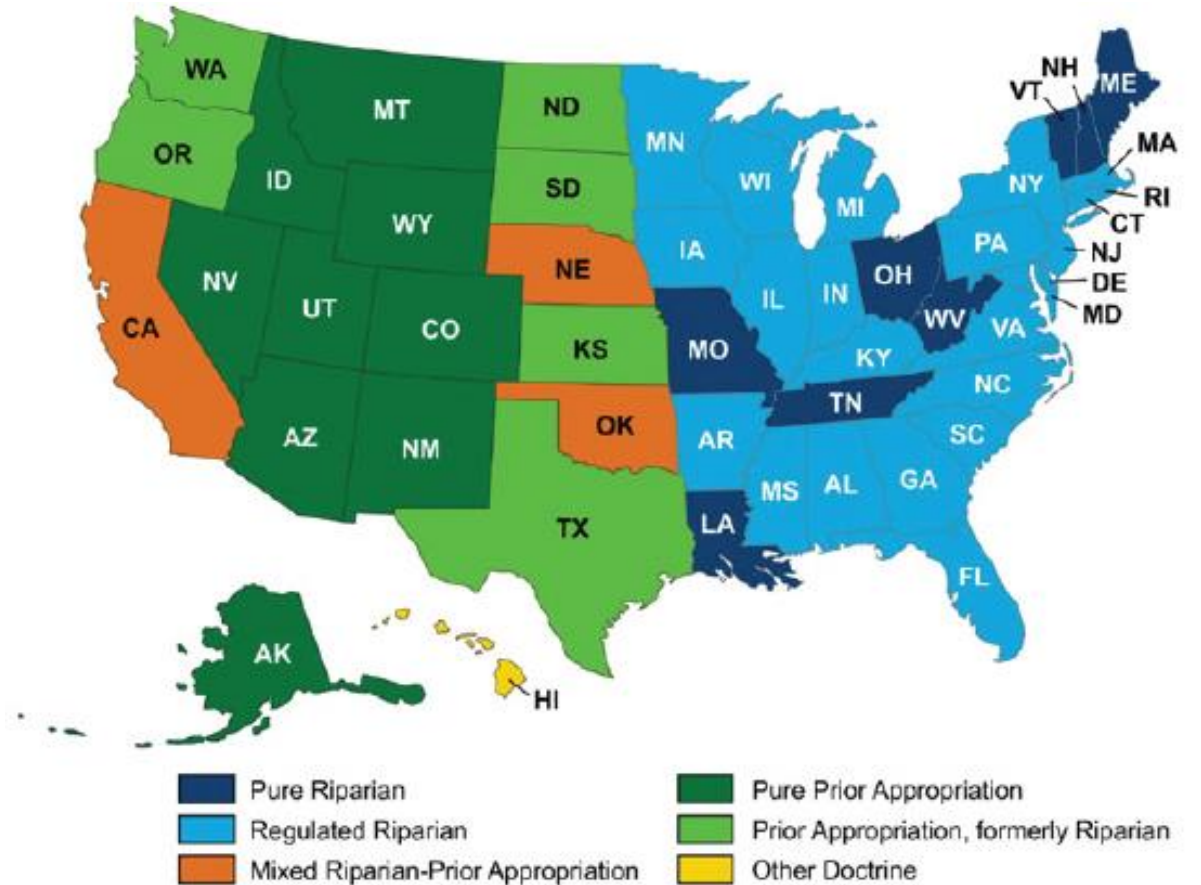 WA
MT
ND
MN
VT
NH
ME
OR
ID
SD
WI
MI
NY
MA
RI
CT
WY
NE
IA
PA
NJ
NV
UT
CO
IL
IN
OH
DE
MD
CA
KS
MO
KY
WV
VA
AZ
NM
OK
AR
TN
NC
SC
TX
LA
MS
AL
GA
FL
AK
HI
Pure Riparian
Regulated Riparian
Mixed Riparian-Prior Appropriation
Pure Prior Appropriation
Prior Appropriation, formerly Riparian
Other Doctrine